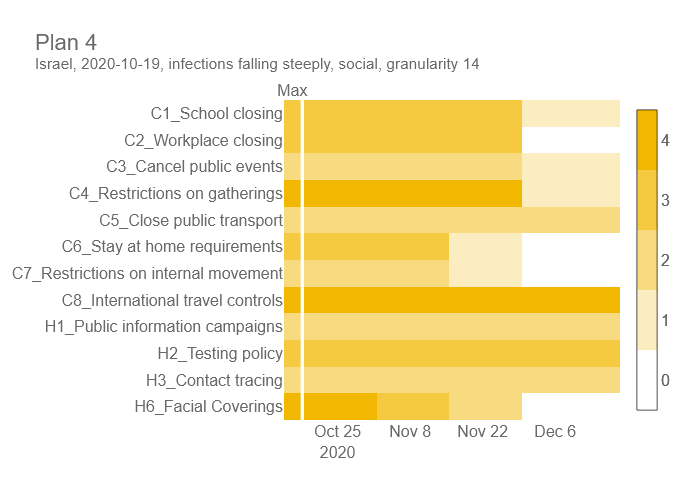 Plan 4
Israel, 2020-10-19, infections falling steeply, social, granularity 14
Max
C1_School closing
C2_Workplace closing
C3_Cancel public events
C4_Restrictions on gatherings
C5_Close public transport
C6_Stay at home requirements
C7_Restrictions on internal movement
C8_International travel controls
H1_Public information campaigns
H2_Testing policy
H3_Contact tracing
H6_Facial Coverings
Oct 25 Nov 8 Nov 22 Dec 6
2020
4
3
2
1
0